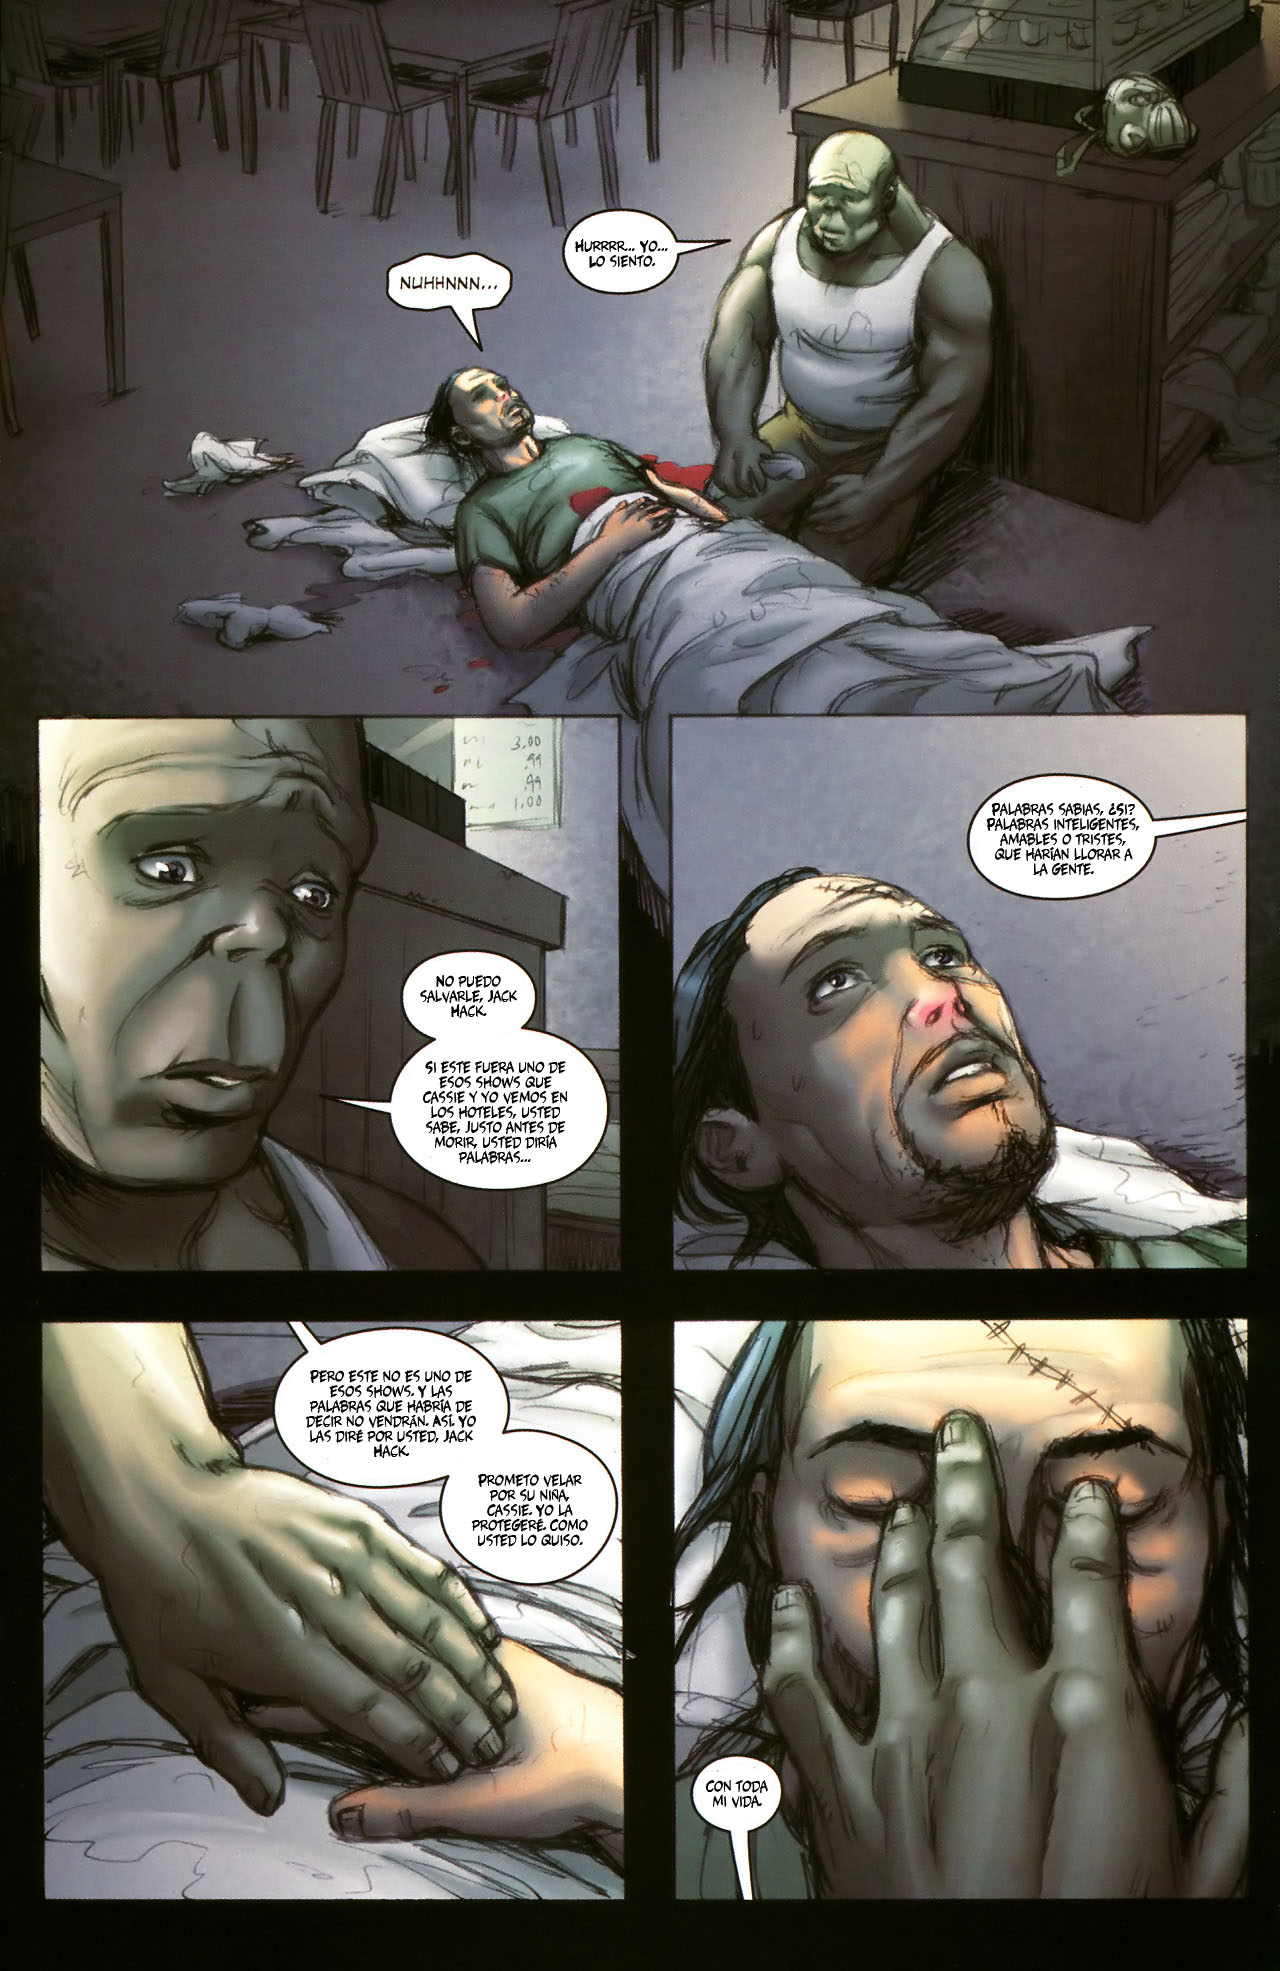 NUHHNNN...
HURRRR... YO...
LO SIENTO.
3.00
.99
.99
1.00
NO PUEDO
SALVARLE, JACK
HACK.
SI ESTE FUERA UNO DE
ESOS SHOWS QUE
CASSIE Y YO VEMOS EN
LOS HOTELES, USTED
SABE, JUSTO ANTES DE
MORIR, USTED DIRÍA
PALABRAS...
PALABRAS SABIAS, ¿SI?
PALABRAS INTELIGENTES,
AMABLES O TRISTES,
QUE HARÍAN LLORAR A
LA GENTE.
PERO ESTE NO ES UNO DE
ESOS SHOWS. Y LAS
PALABRAS QUE HABRÍA DE
DECIR NO VENDRÁN. ASÍ. YO
LAS DIRÉ POR USTED, JACK
HACK.
PROMETO VELAR
POR SU NIÑA,
CASSIE. YO LA
PROTEGERÉ. COMO
USTED LO QUISO.
CON TODA
MI VIDA.